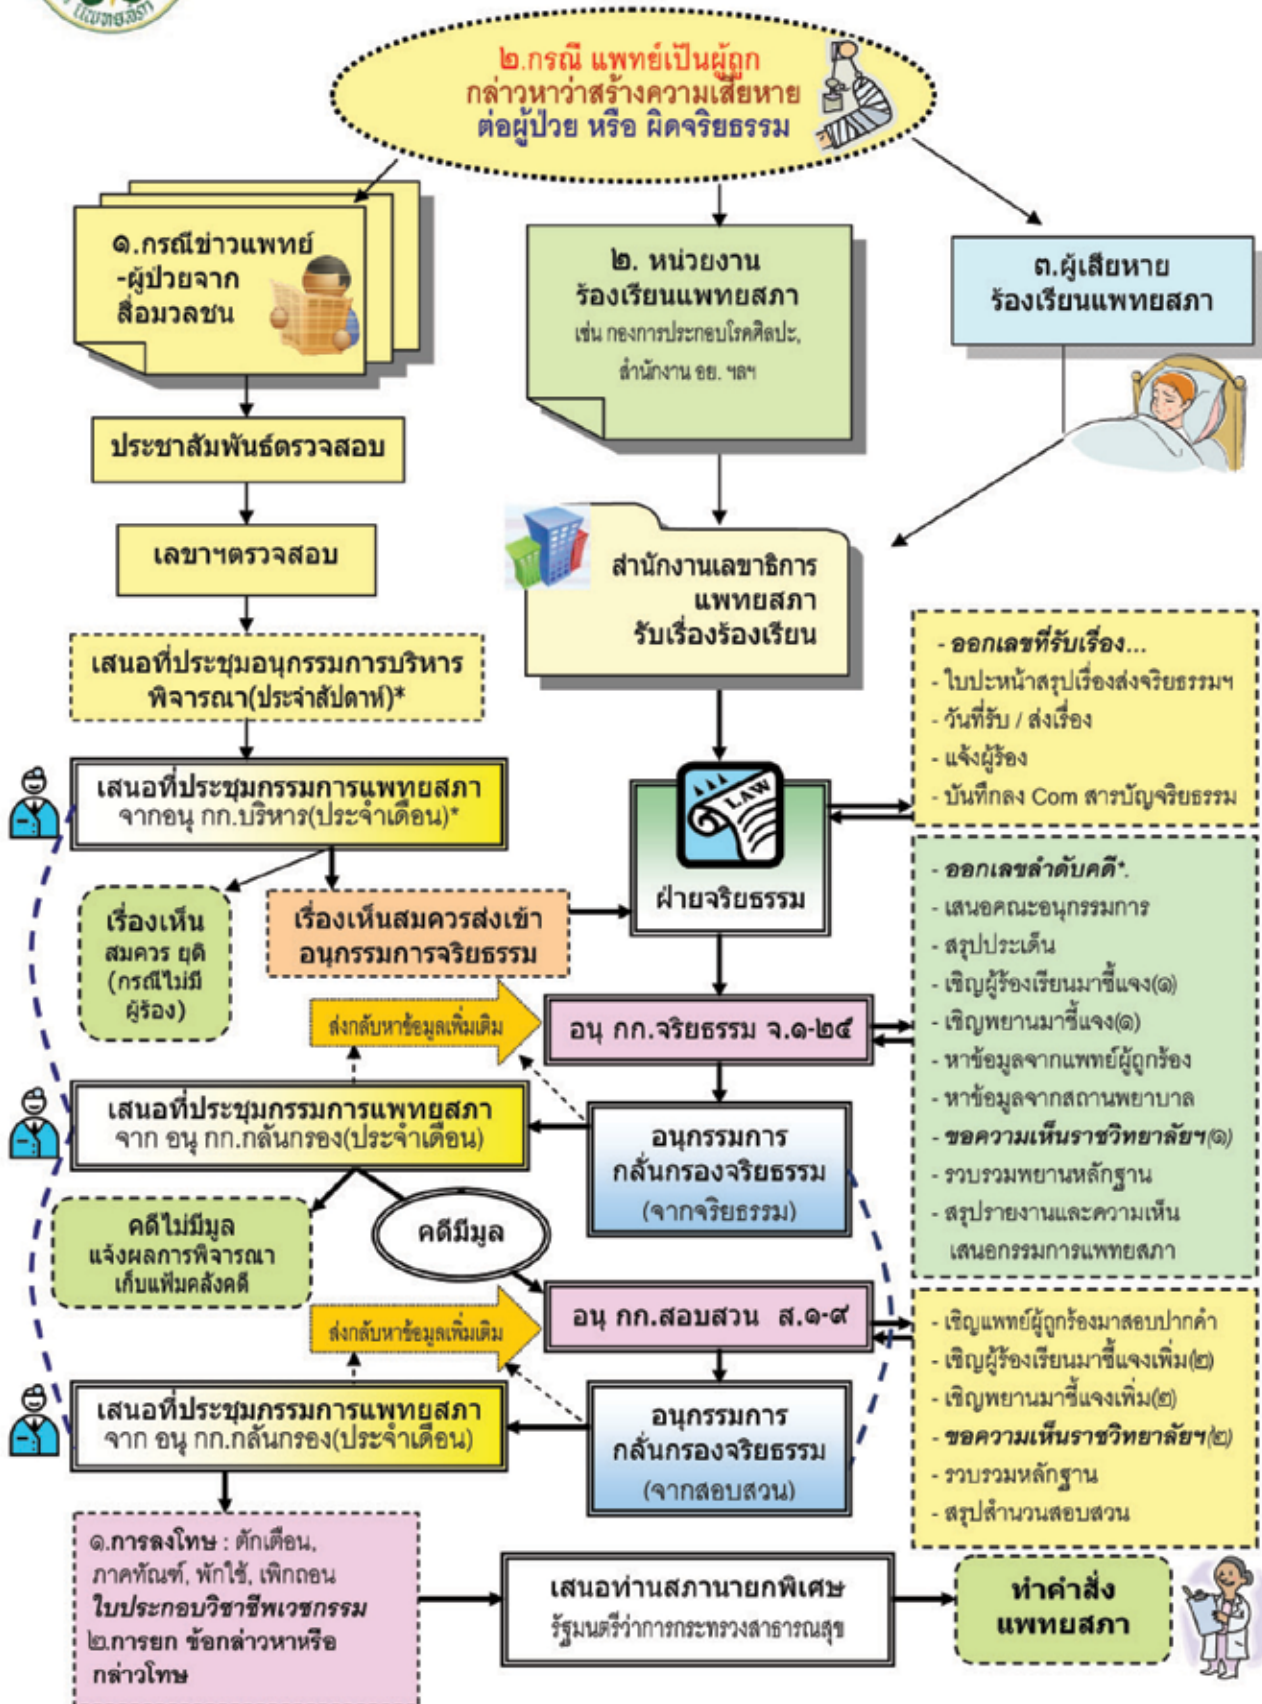 ๒.กรณี แพทย์เป็นผู้ถูก
กล่าวหาว่าสร้างความเสียหาย
ต่อผู้ป่วย หรือ ผิดจริยธรรม
๑.กรณีข่าวแพทย์
-ผู้ป่วยจาก
สื่อมวลชน
๒. หน่วยงาน
ร้องเรียนแพทยสภา
เช่น กองการประกอบโรคศิลปะ,
สำนักงาน อย. ฯลฯ
๓.ผู้เสียหาย
ร้องเรียนแพทยสภา
ประชาสัมพันธ์ตรวจสอบ
เลขาฯตรวจสอบ
สำนักงานเลขาธิการ
แพทยสภา
รับเรื่องร้องเรียน
เสนอที่ประชุมอนุกรรมการบริหาร
พิจารณา(ประจำสัปดาห์)*
- ออกเลขที่รับเรื่อง...
- ใบปะหน้าสรุปเรื่องส่งจริยธรรมฯ
- วันที่รับ / ส่งเรื่อง
- แจ้งผู้ร้อง
- บันทึกลง Com สารบัญจริยธรรม
เสนอที่ประชุมกรรมการแพทยสภา
จากอนุ กก.บริหาร(ประจำเดือน)*
LAW
ฝ่ายจริยธรรม
เรื่องเห็น
สมควร ยุติ
(กรณีไม่มี
ผู้ร้อง)
เรื่องเห็นสมควรส่งเข้า
อนุกรรมการจริยธรรม
- ออกเลขลำดับคดี*.
- เสนอคณะอนุกรรมการ
- สรุปประเด็น
- เชิญผู้ร้องเรียนมาชี้แจง(๑)
- เชิญพยานมาชี้แจง(๑)
- หาข้อมูลจากแพทย์ผู้ถูกร้อง
- หาข้อมูลจากสถานพยาบาล
- ขอความเห็นราชวิทยาลัยฯ(๑)
- รวบรวมพยานหลักฐาน
- สรุปรายงานและความเห็น
เสนอกรรมการแพทยสภา
ส่งกลับหาข้อมูลเพิ่มเติม
อนุ กก.จริยธรรม จ.๑-๒๕
เสนอที่ประชุมกรรมการแพทยสภา
จาก อนุ กก.กลั่นกรอง(ประจำเดือน)
อนุกรรมการ
กลั่นกรองจริยธรรม
(จากจริยธรรม)
คดีไม่มีมูล
แจ้งผลการพิจารณา
เก็บแฟ้มคลังคดี
คดีมีมูล
ส่งกลับหาข้อมูลเพิ่มเติม
อนุ กก.สอบสวน ส.๑-๙
- เชิญแพทย์ผู้ถูกร้องมาสอบปากคำ
- เชิญผู้ร้องเรียนมาชี้แจงเพิ่ม(๒)
- เชิญพยานมาชี้แจงเพิ่ม(๒)
- ขอความเห็นราชวิทยาลัยฯ(๒)
- รวบรวมหลักฐาน
- สรุปสำนวนสอบสวน
เสนอที่ประชุมกรรมการแพทยสภา
จาก อนุ กก.กลั่นกรอง(ประจำเดือน)
อนุกรรมการ
กลั่นกรองจริยธรรม
(จากสอบสวน)
๑.การลงโทษ : ตักเตือน,
ภาคทัณฑ์, พักใช้, เพิกถอน
ใบประกอบวิชาชีพเวชกรรม
๒.การยก ข้อกล่าวหาหรือ
กล่าวโทษ
เสนอท่านสภานายกพิเศษ
รัฐมนตรีว่าการกระทรวงสาธารณสุข
ทำคำสั่ง
แพทยสภา